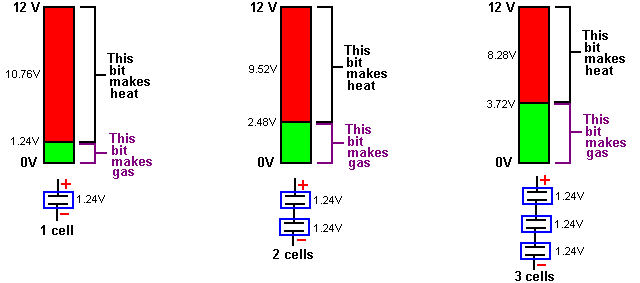 12 V
This
bit
makes
heat
10.76V
1.24V
This
bit
makes
gas
0V
+
1.24V
−
1 cell
12 V
This
bit
makes
heat
9.52V
2.48V
This
bit
makes
gas
0V
+
1.24V
1.24V
−
2 cells
12 V
This
bit
makes
heat
8.28V
3.72V
This
bit
makes
gas
0V
+
1.24V
1.24V
1.24V
−
3 cells